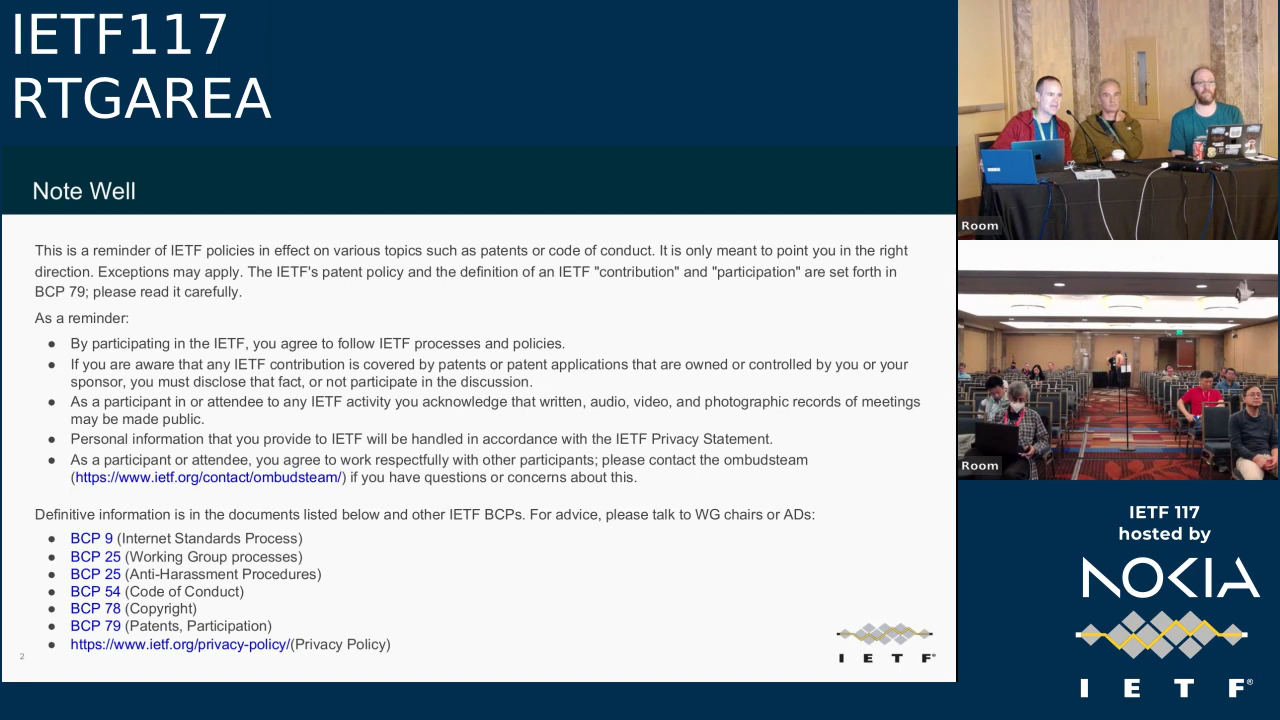 IETF117
RTGAREA
Note Well
This is a reminder of IETF policies in effect on various topics such as patents or code of conduct. It is only meant to point you in the right
direction. Exceptions may apply. The IETF's patent policy and the definition of an IETF "contribution" and "participation" are set forth in
BCP 79; please read it carefully.
As a reminder:
● By participating in the IETF, you agree to follow IETF processes and policies.
● If you are aware that any IETF contribution is covered by patents or patent applications that are owned or controlled by you or your
sponsor, you must disclose that fact, or not participate in the discussion.
● As a participant in or attendee to any IETF activity you acknowledge that written, audio, video, and photographic records of meetings
may be made public.
● Personal information that you provide to IETF will be handled in accordance with the IETF Privacy Statement.
● As a participant or attendee, you agree to work respectfully with other participants; please contact the ombudsteam
(https://www.ietf.org/contact/ombudsteam/) if you have questions or concerns about this.
Definitive information is in the documents listed below and other IETF BCPs. For advice, please talk to WG chairs or ADs:
● BCP 9 (Internet Standards Process)
● BCP 25 (Working Group processes)
● BCP 25 (Anti-Harassment Procedures)
● BCP 54 (Code of Conduct)
● BCP 78 (Copyright)
● BCP 79 (Patents, Participation)
● https://www.ietf.org/privacy-policy/(Privacy Policy)
2
I E T F®
Room
Room
IETF 117
hosted by
NOKIA
I E T F®